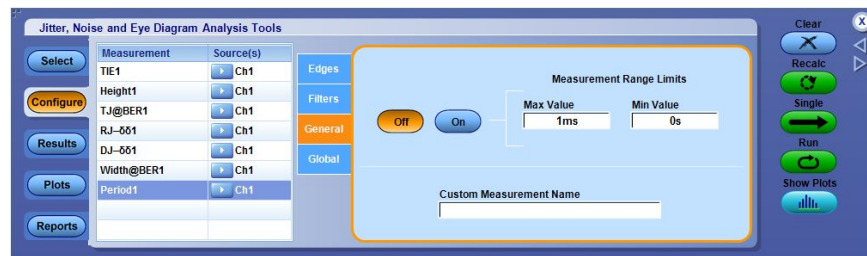 Jitter, Noise and Eye Diagram Analysis Tools
Clear
X
Select
Measurement Source(s)
TIE1 Ch1
Height1 Ch1
TJ@BER1 Ch1
RJ–δδ1 Ch1
DJ–δδ1 Ch1
Width@BER1 Ch1
Period1 Ch1
Configure
Results
Plots
Reports
Edges
Filters
General
Global
Measurement Range Limits
Off On
Max Value Min Value
1ms 0s
Custom Measurement Name
Recalc
Single
Run
Show Plots